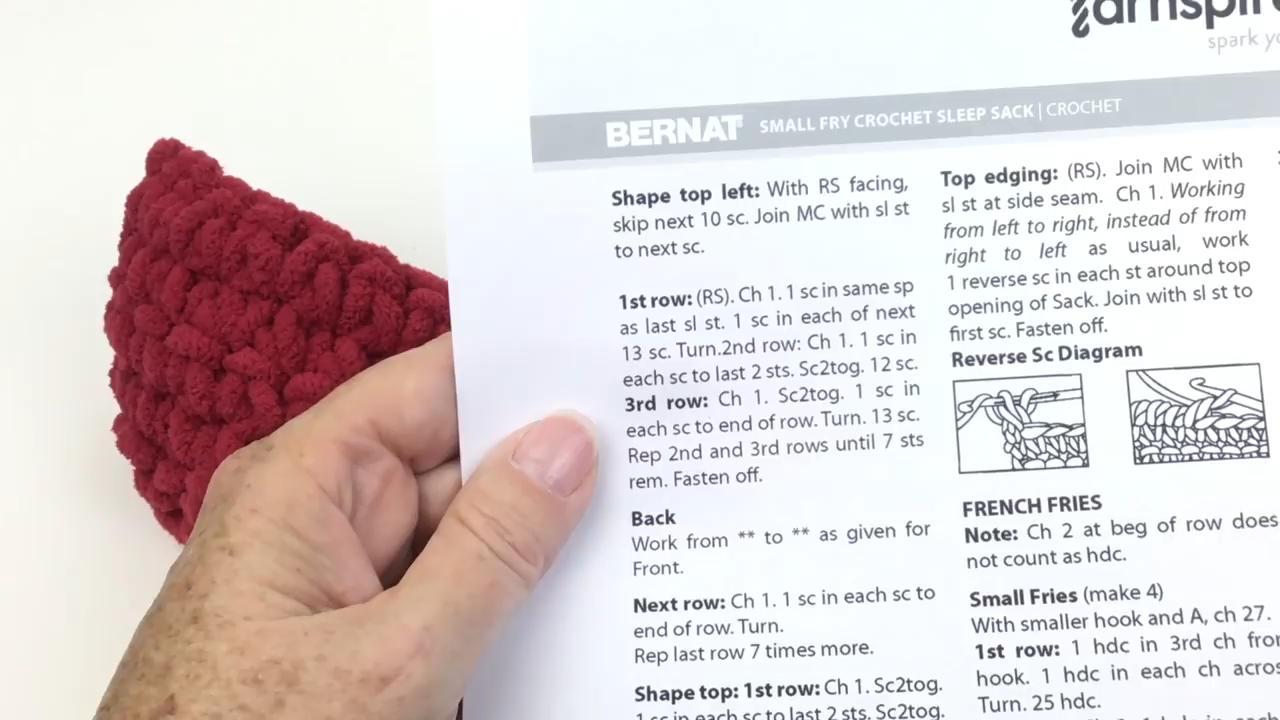 spark
BERNAT SMALL FRY CROCHET SLEEP SACK | CROCHET
Shape top left: With RS facing,
skip next 10 sc. Join MC with sl st
to next sc.
1st row: (RS). Ch 1. 1 sc in same sp
as last sl st. 1 sc in each of next
13 sc. Turn.2nd row: Ch 1. 1 sc in
each sc to last 2 sts. Sc2tog. 12 sc.
3rd row: Ch 1. Sc2tog. 1 sc in
each sc to end of row. Turn. 13 sc.
Rep 2nd and 3rd rows until 7 sts
rem. Fasten off.
Back
Work from ** to ** as given for
Front.
Next row: Ch 1. 1 sc in each sc to
end of row. Turn.
Rep last row 7 times more.
Shape top: 1st row: Ch 1. Sc2tog.
1 sc in each sc to last 2 sts. Sc2tog.
Top edging: (RS). Join MC with
sl st at side seam. Ch 1. Working
from left to right, instead of from
right to left as usual, work
1 reverse sc in each st around top
opening of Sack. Join with sl st to
first sc. Fasten off.
Reverse Sc Diagram
FRENCH FRIES
Note: Ch 2 at beg of row does
not count as hdc.
Small Fries (make 4)
With smaller hook and A, ch 27.
1st row: 1 hdc in 3rd ch from
hook. 1 hdc in each ch
Turn. 25 hdc.